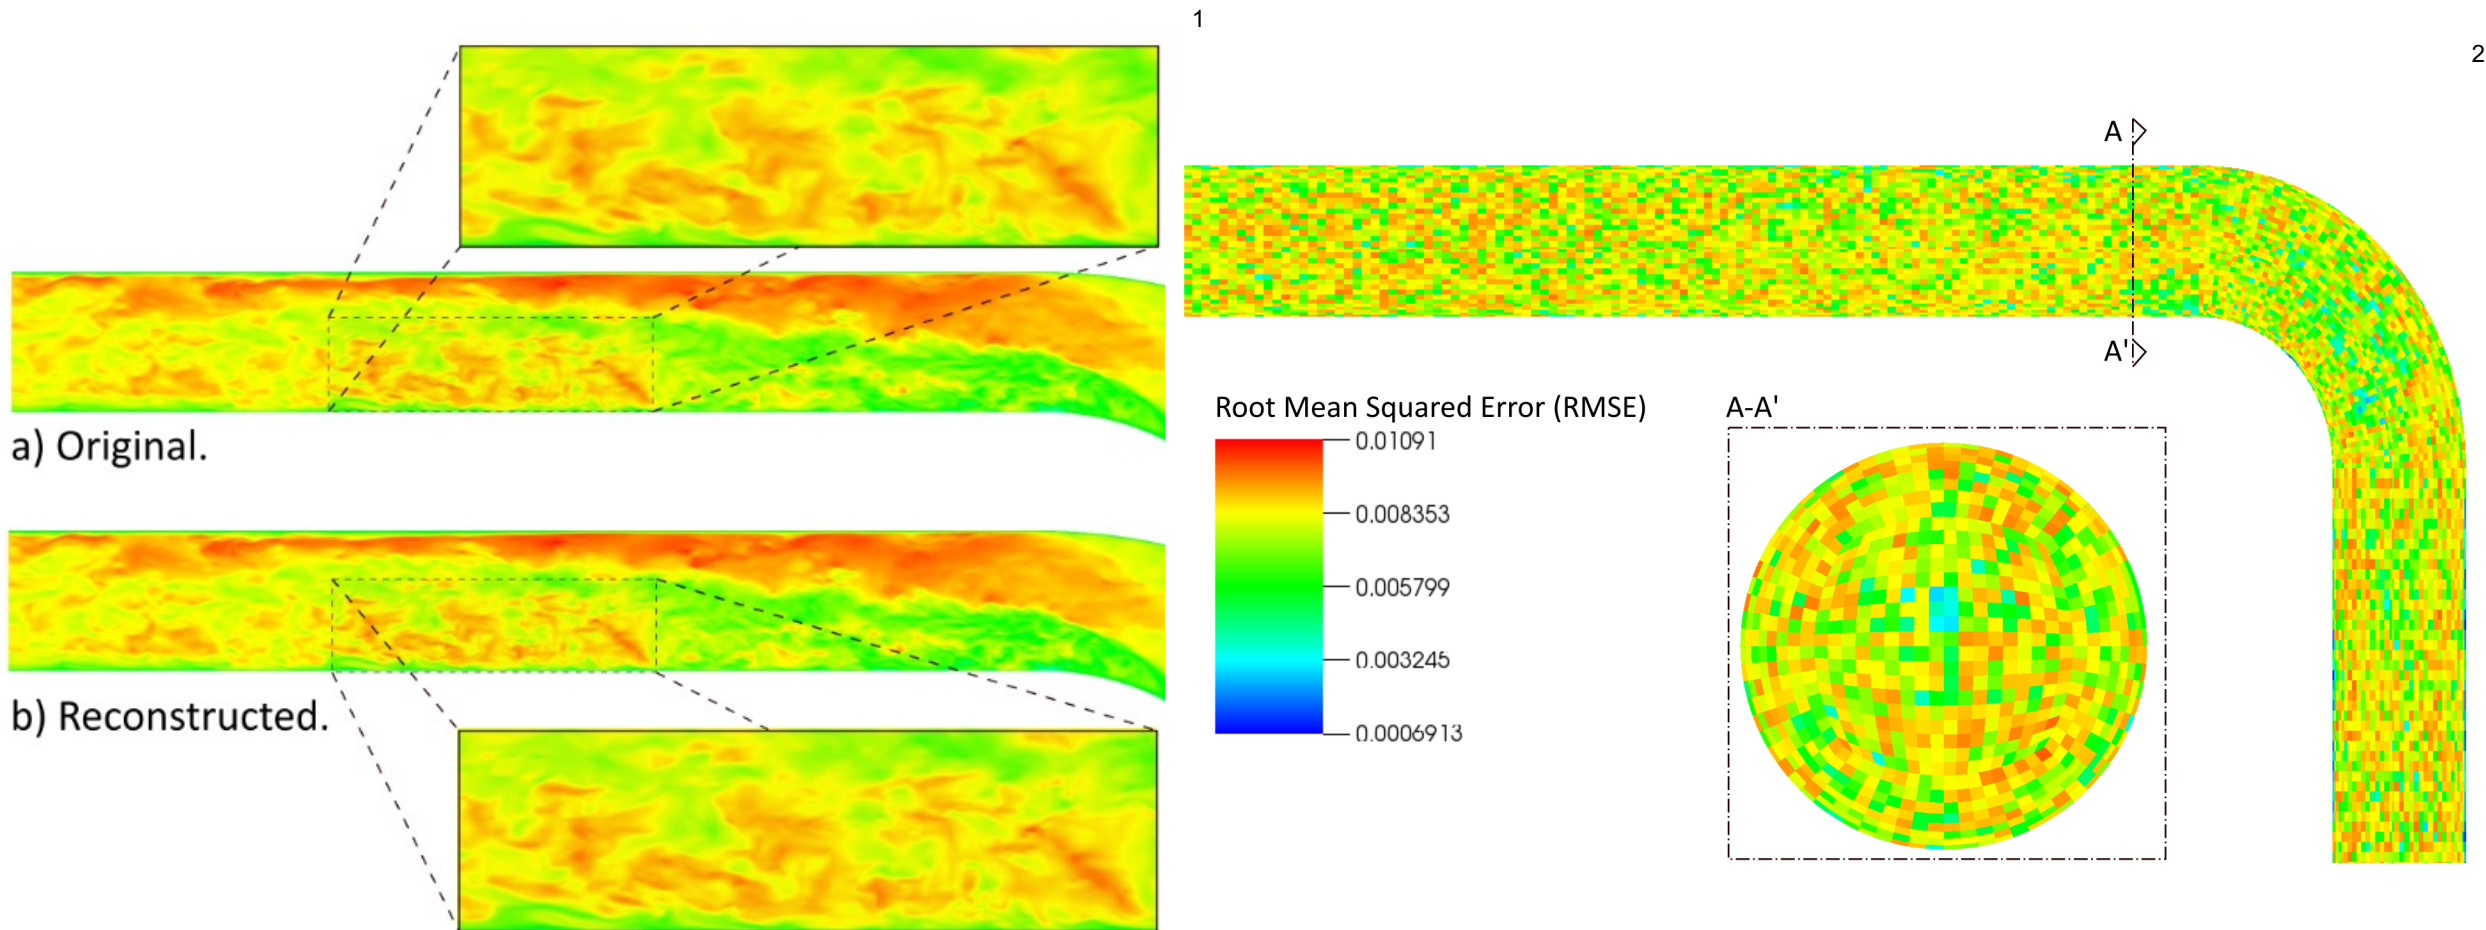 1
2
a) Original.
b) Reconstructed.
A
A'
Root Mean Squared Error (RMSE)
0.01091
0.008353
0.005799
0.003245
0.0006913
A-A'